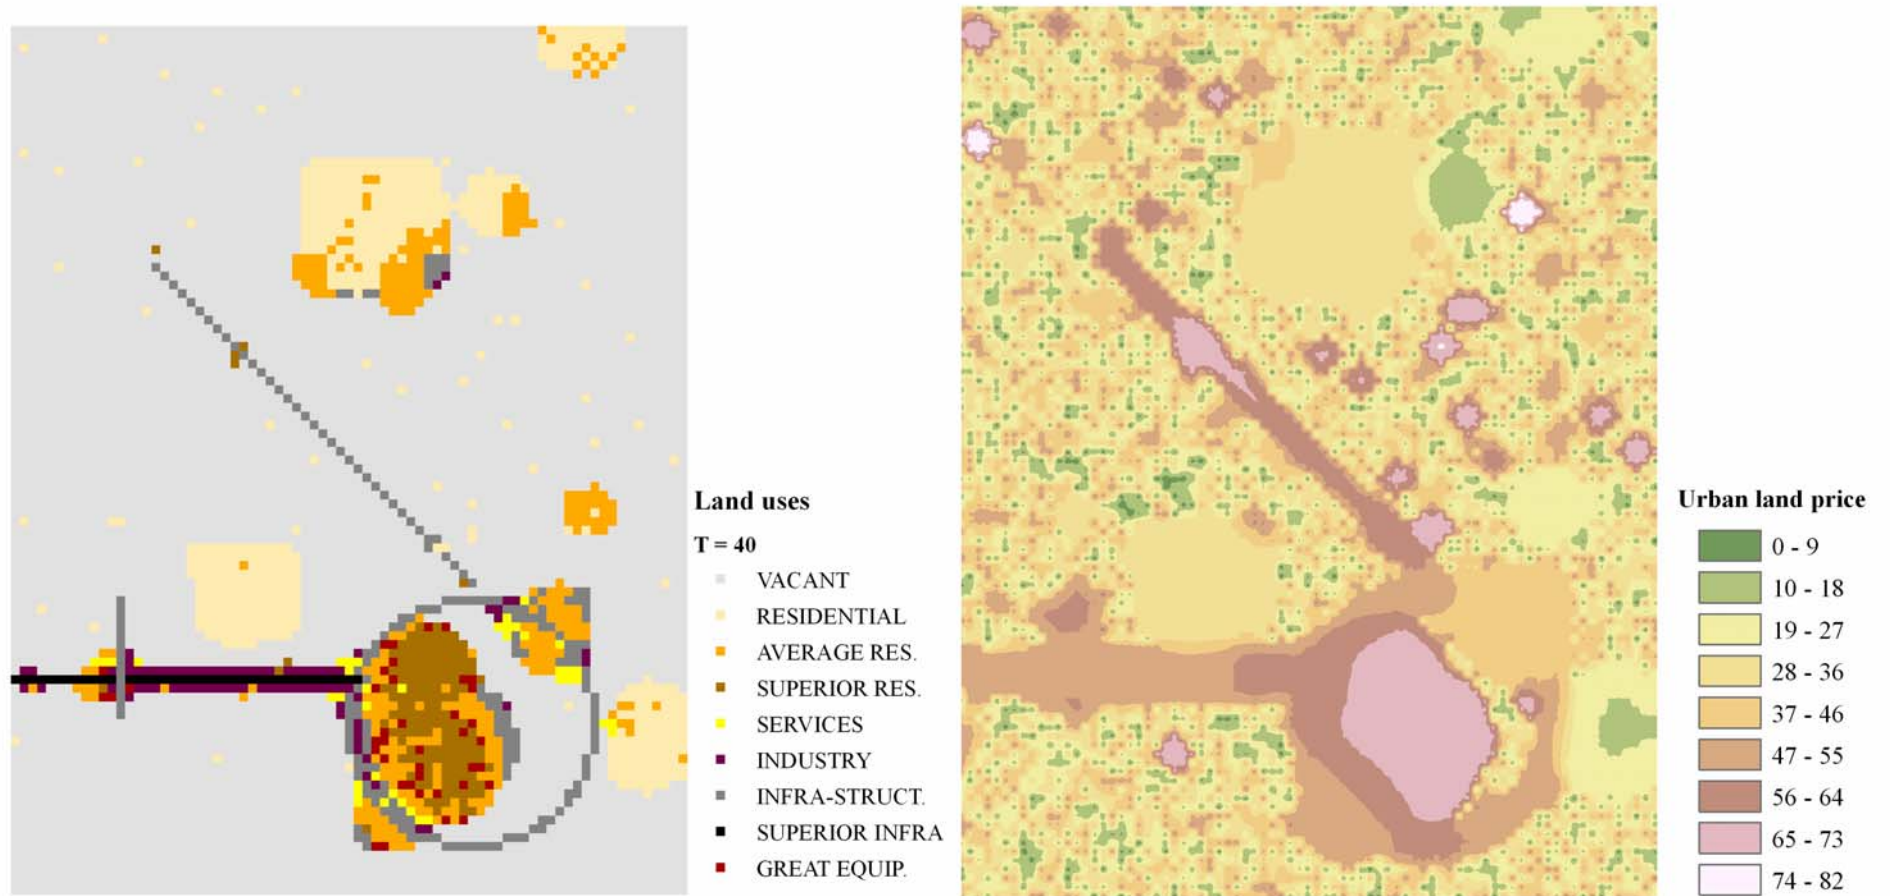 Land uses
T = 40
VACANT
RESIDENTIAL
AVERAGE RES.
SUPERIOR RES.
SERVICES
INDUSTRY
INFRA-STRUCT.
SUPERIOR INFRA
GREAT EQUIP.
Urban land price
0 - 9
10 - 18
19 - 27
28 - 36
37 - 46
47 - 55
56 - 64
65 - 73
74 - 82